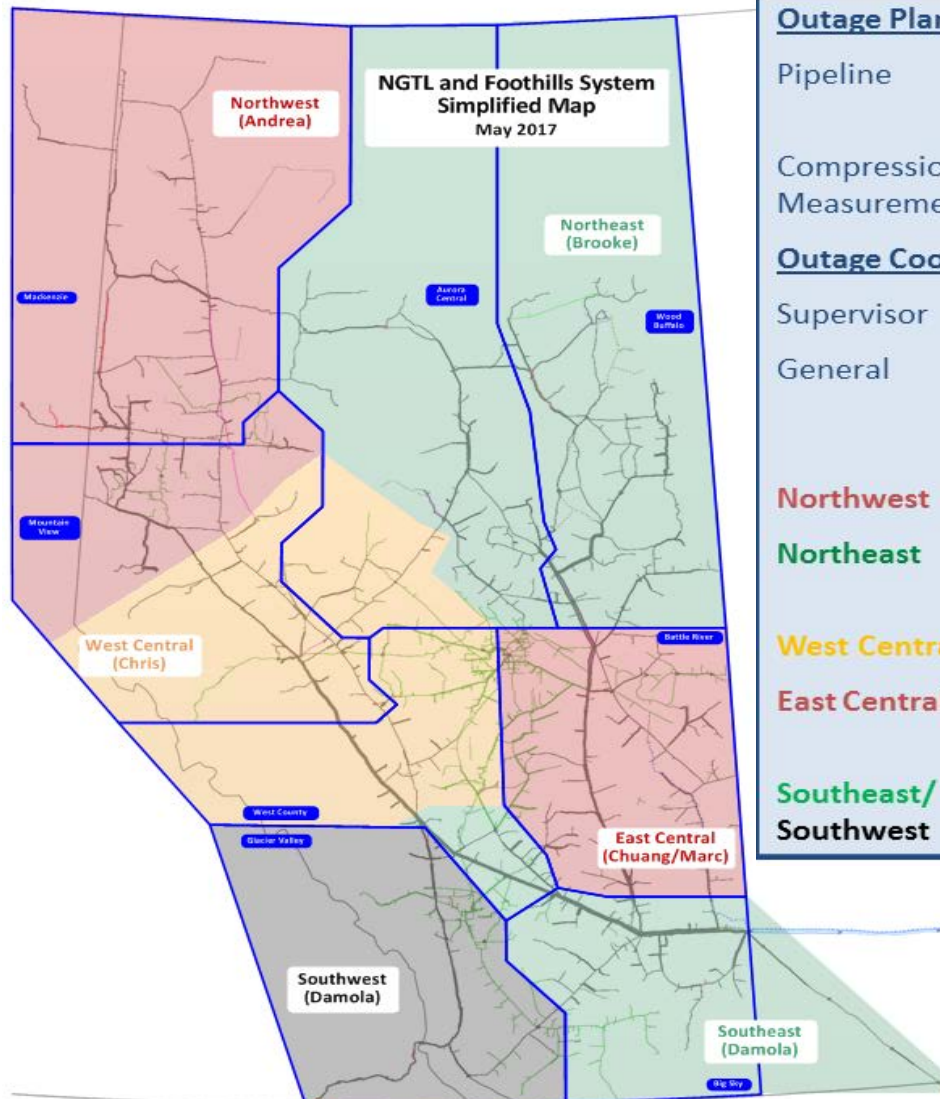 NGTL and Foothills System
Simplified Map
May 2017
Northwest
(Andrea)
Northeast
(Brooke)
Mackenzie
Aurora
Central
Wood
Buffalo
Mountain
View
West Central
(Chris)
Battle River
West County
Glacier Valley
East Central
(Chuang/Marc)
Southwest
(Damola)
Southeast
(Damola)
Big Sky
Outage Plan
Pipeline
Compressio
Measureme
Outage Coo
Supervisor
General
Northwest
Northeast
West Centra
East Centra
Southeast/
Southwest